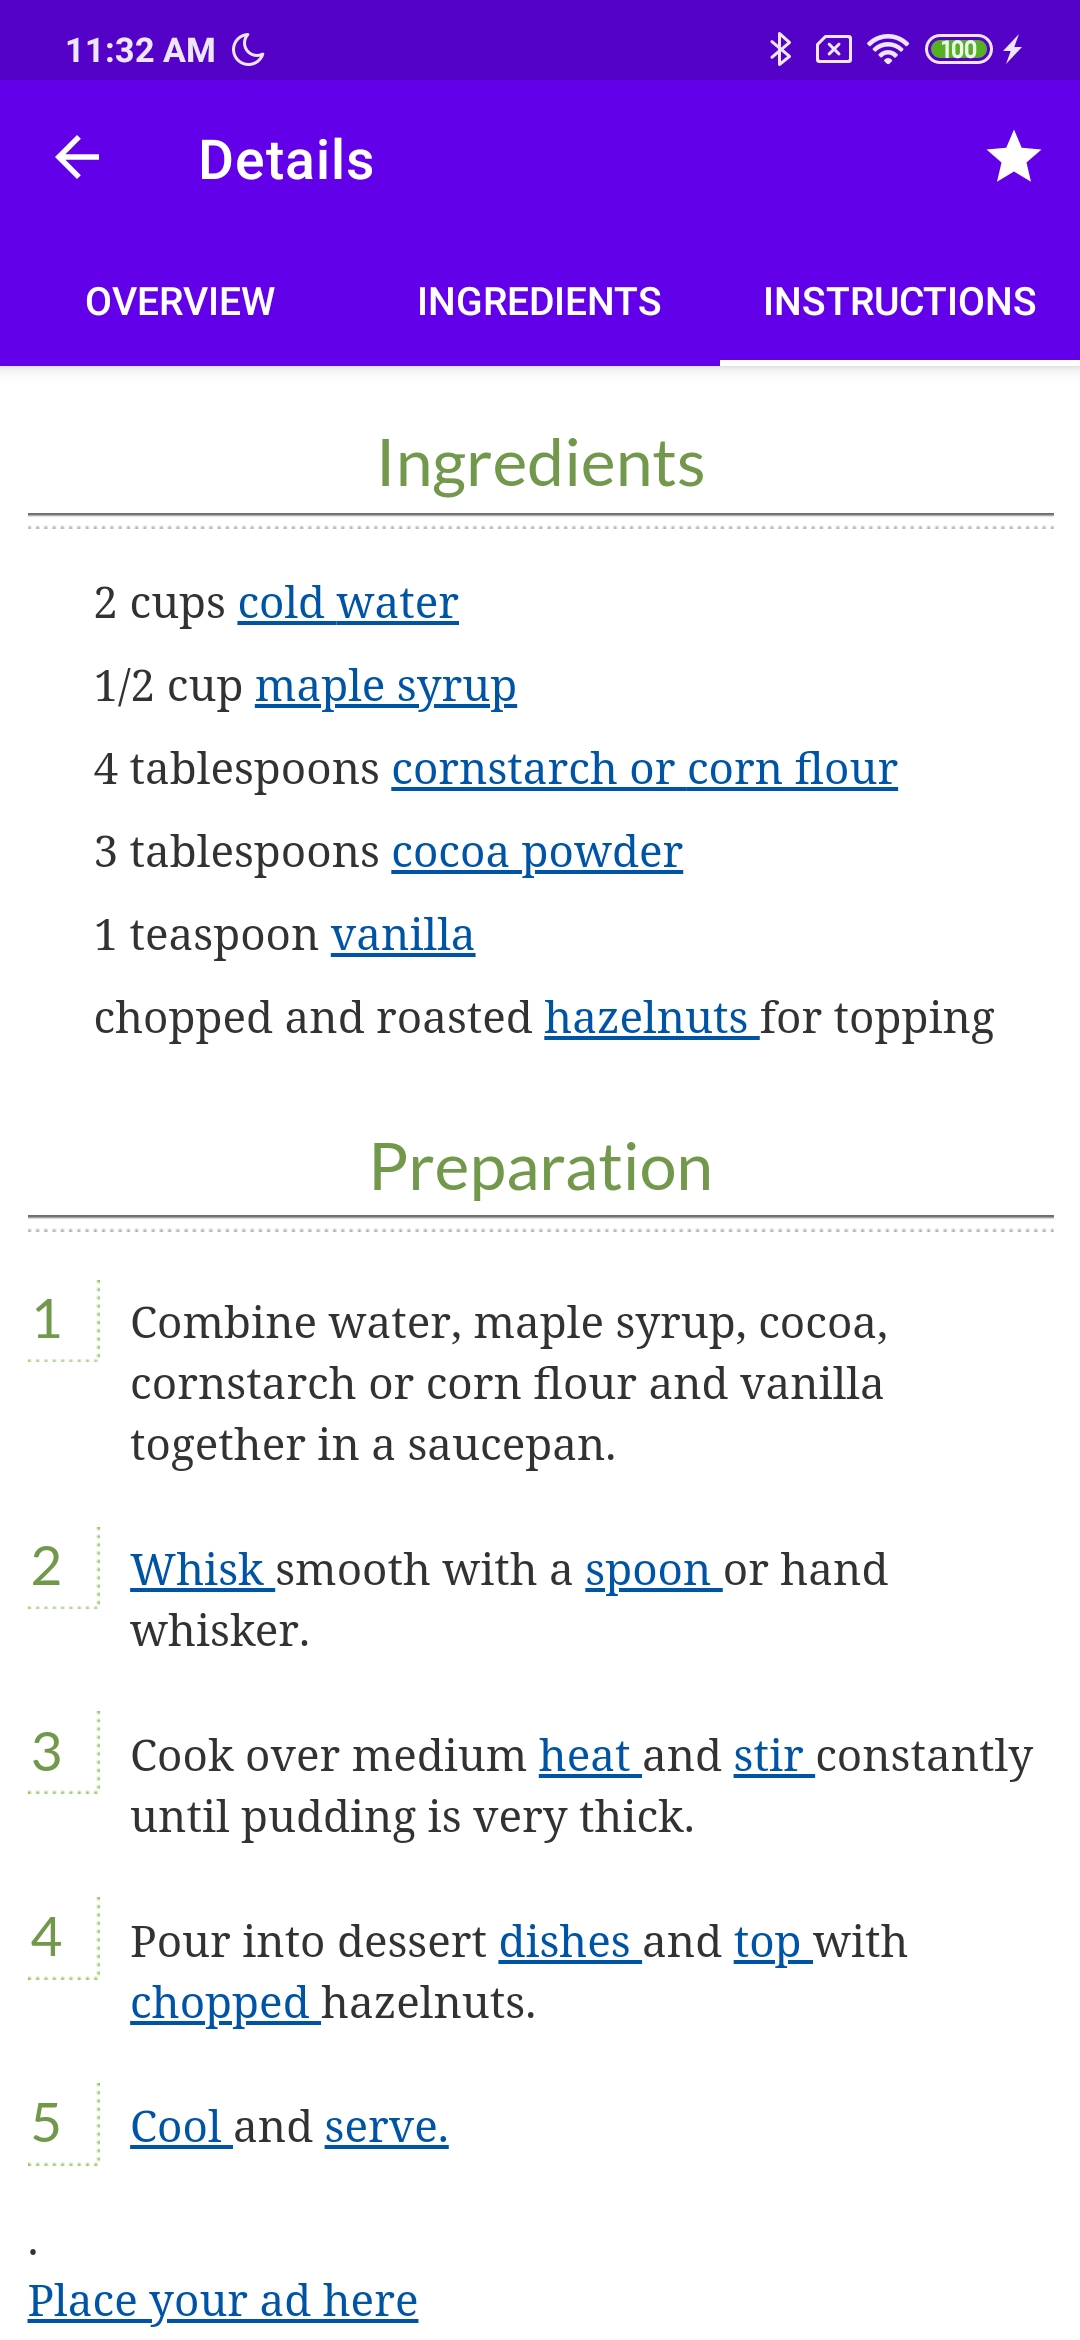 11:32 AM
100
Details
OVERVIEW INGREDIENTS INSTRUCTIONS
Ingredients
2 cups cold water
1/2 cup maple syrup
4 tablespoons cornstarch or corn flour
3 tablespoons cocoa powder
1 teaspoon vanilla
chopped and roasted hazelnuts for topping
Preparation
1 Combine water, maple syrup, cocoa,
cornstarch or corn flour and vanilla
together in a saucepan.
2 Whisk smooth with a spoon or hand
whisker.
3 Cook over medium heat and stir constantly
until pudding is very thick.
4 Pour into dessert dishes and top with
chopped hazelnuts.
5 Cool and serve.
.
Place your ad here